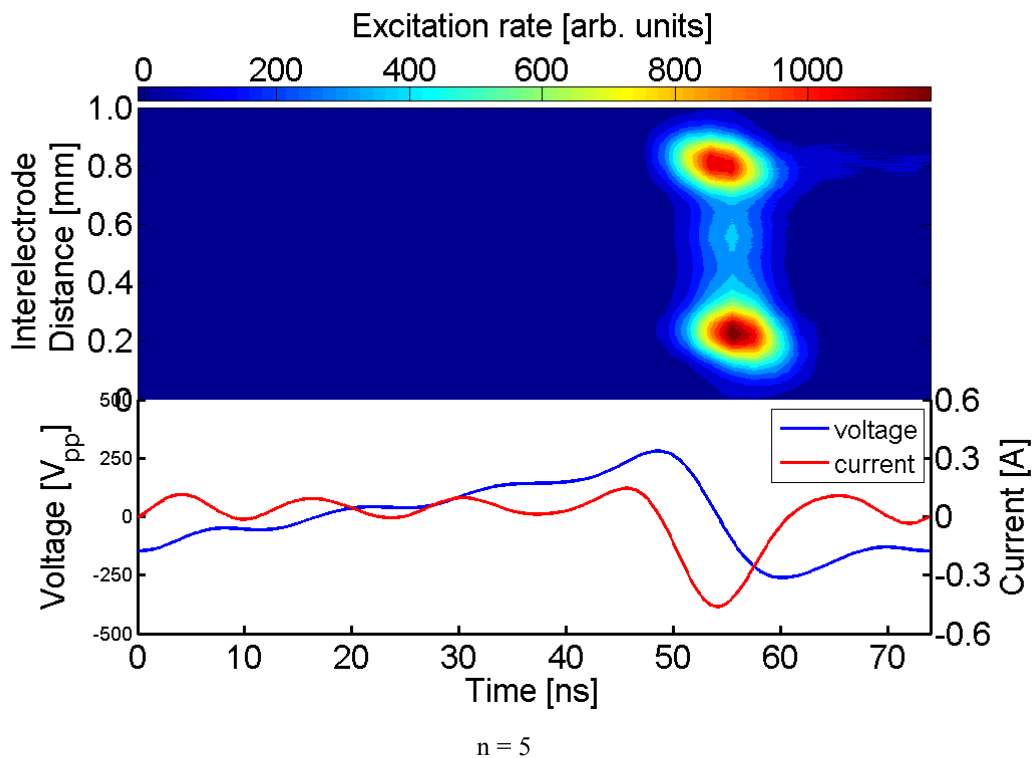 Excitation rate [arb. units]
0 200 400 600 800 1000
Interelectrode
Distance [mm]
1.0
0.8
0.6
0.4
0.2
0
Voltage [Vpp]
500
250
0
-250
-500
voltage
current
Current [A]
0.6
0.3
0
-0.3
-0.6
0 10 20 30 40 50 60 70
Time [ns]
n = 5